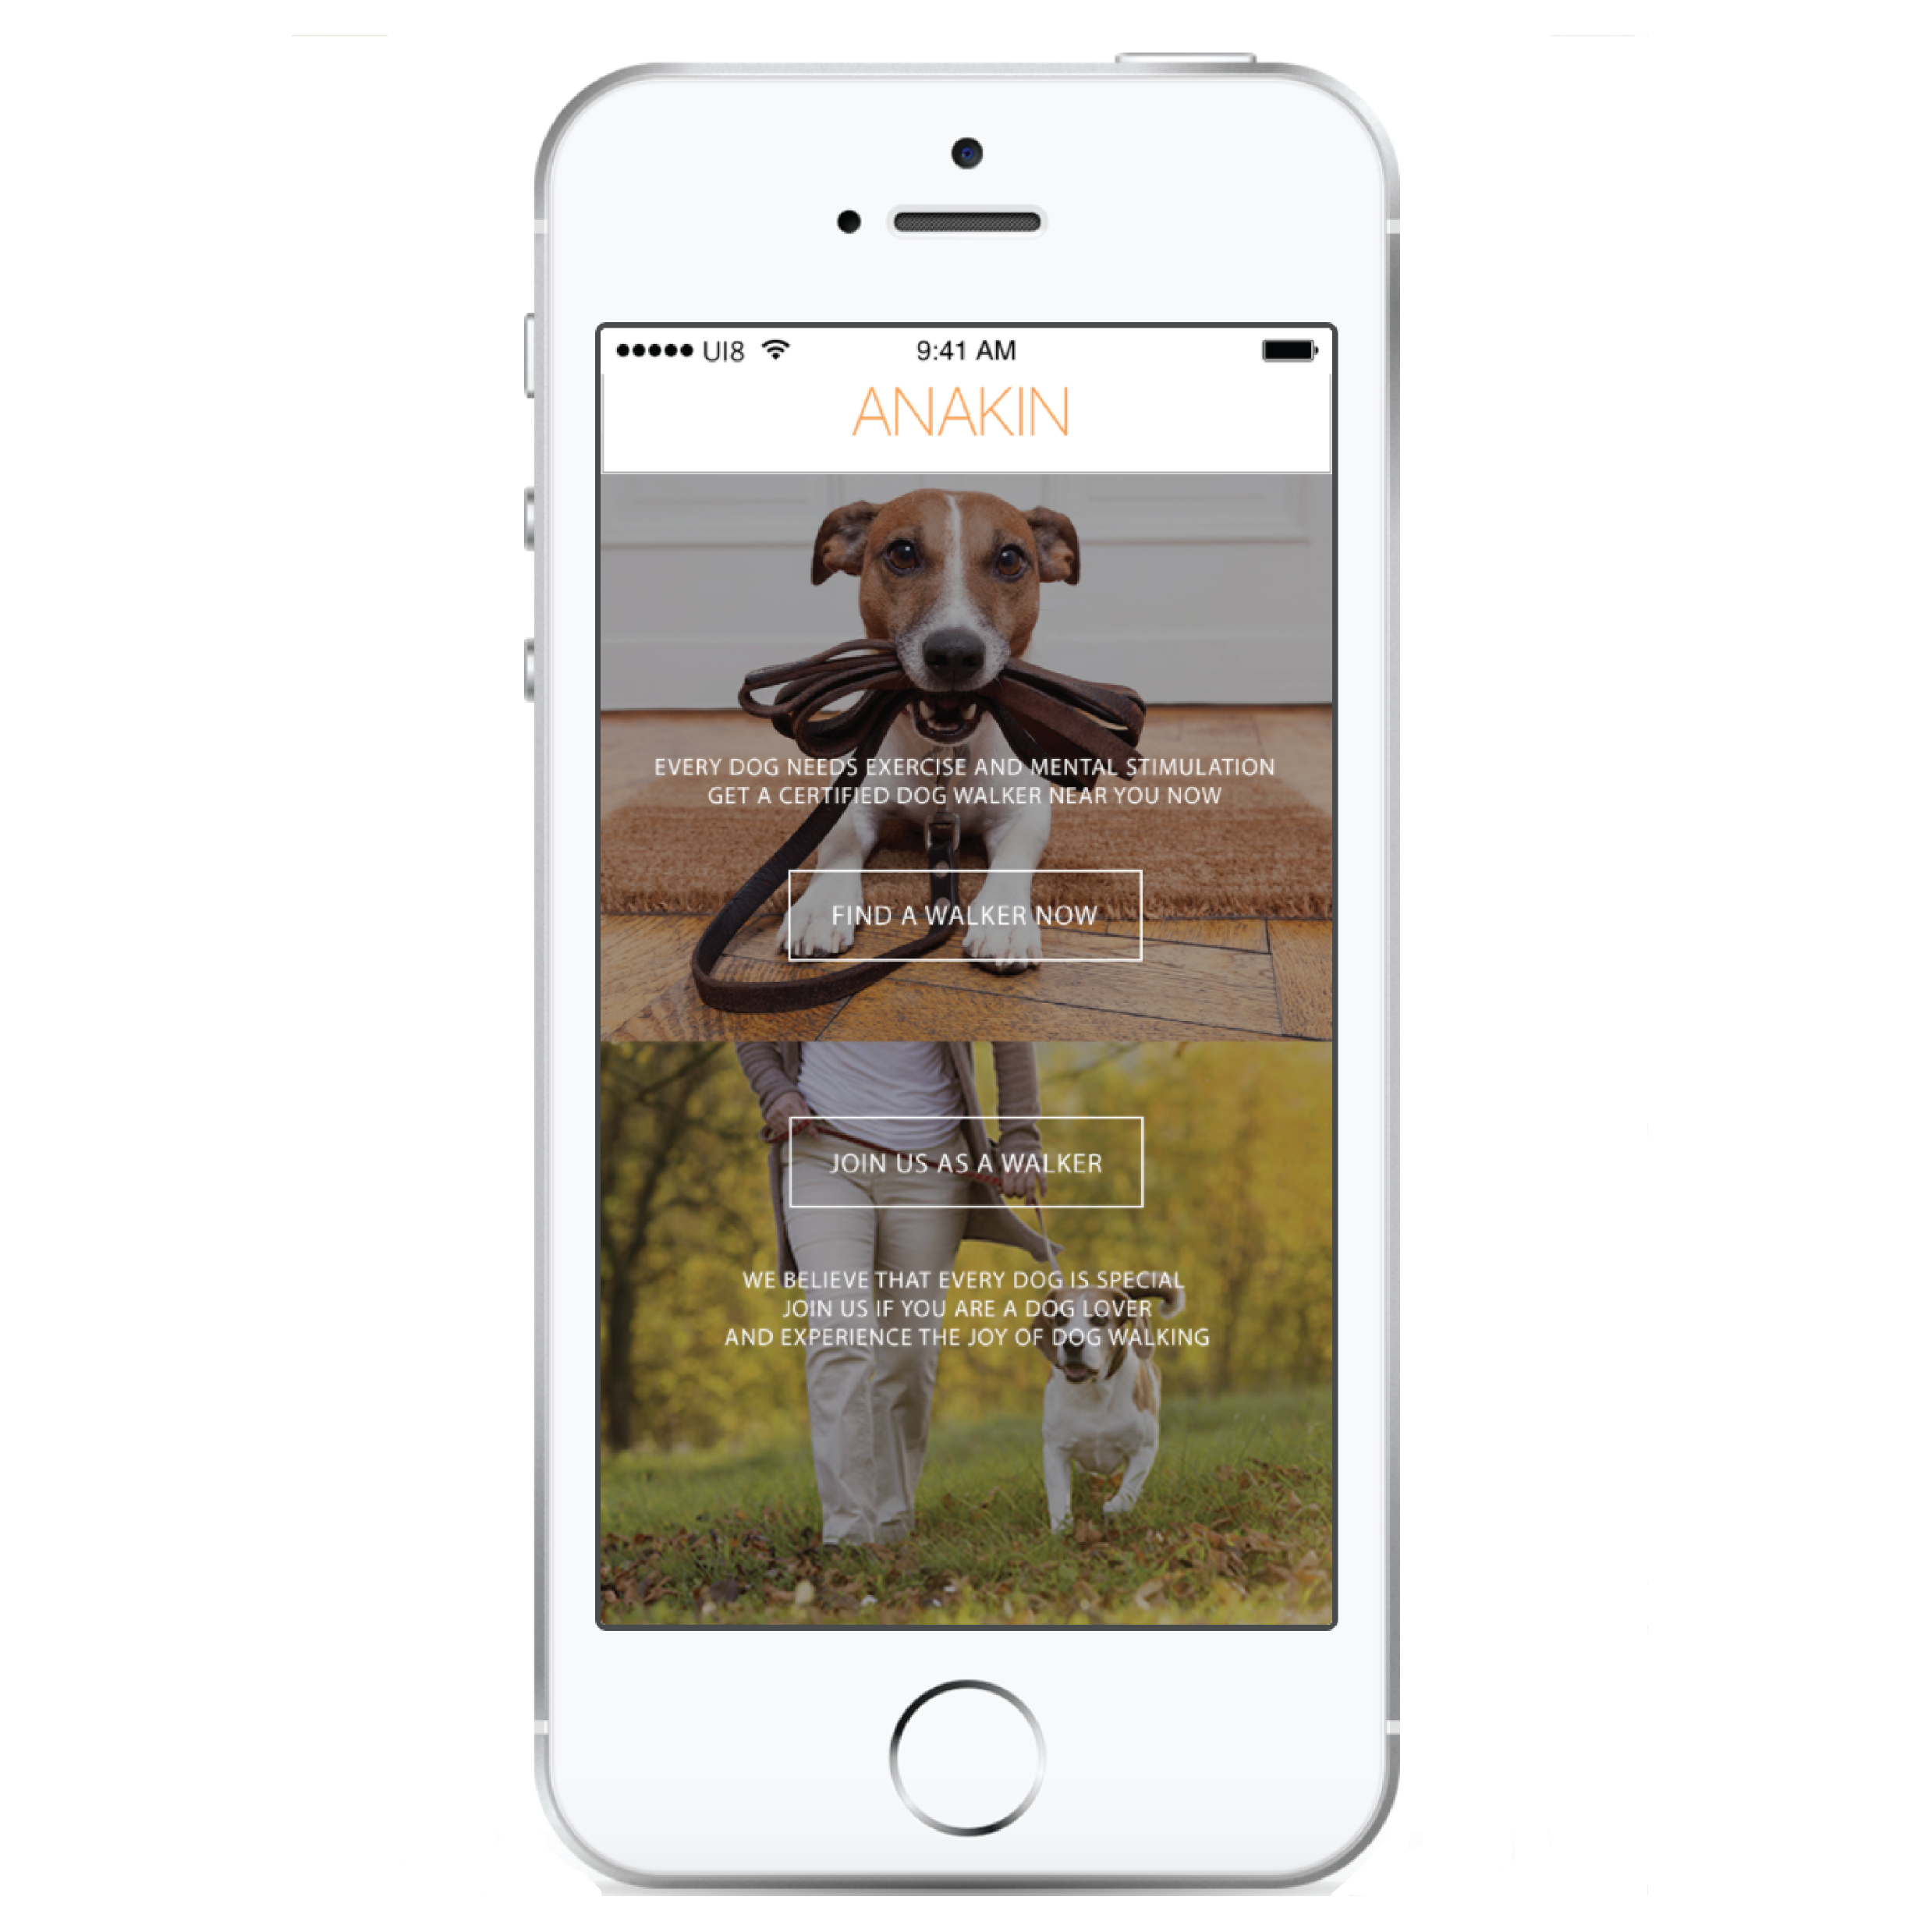 UI8 9:41 AM
ANAKIN
EVERY DOG NEEDS EXERCISE AND MENTAL STIMULATION
GET A CERTIFIED DOG WALKER NEAR YOU NOW
FIND A WALKER NOW
JOIN US AS A WALKER
WE BELIEVE THAT EVERY DOG IS SPECIAL
JOIN US IF YOU ARE A DOG LOVER
AND EXPERIENCE THE JOY OF DOG WALKING